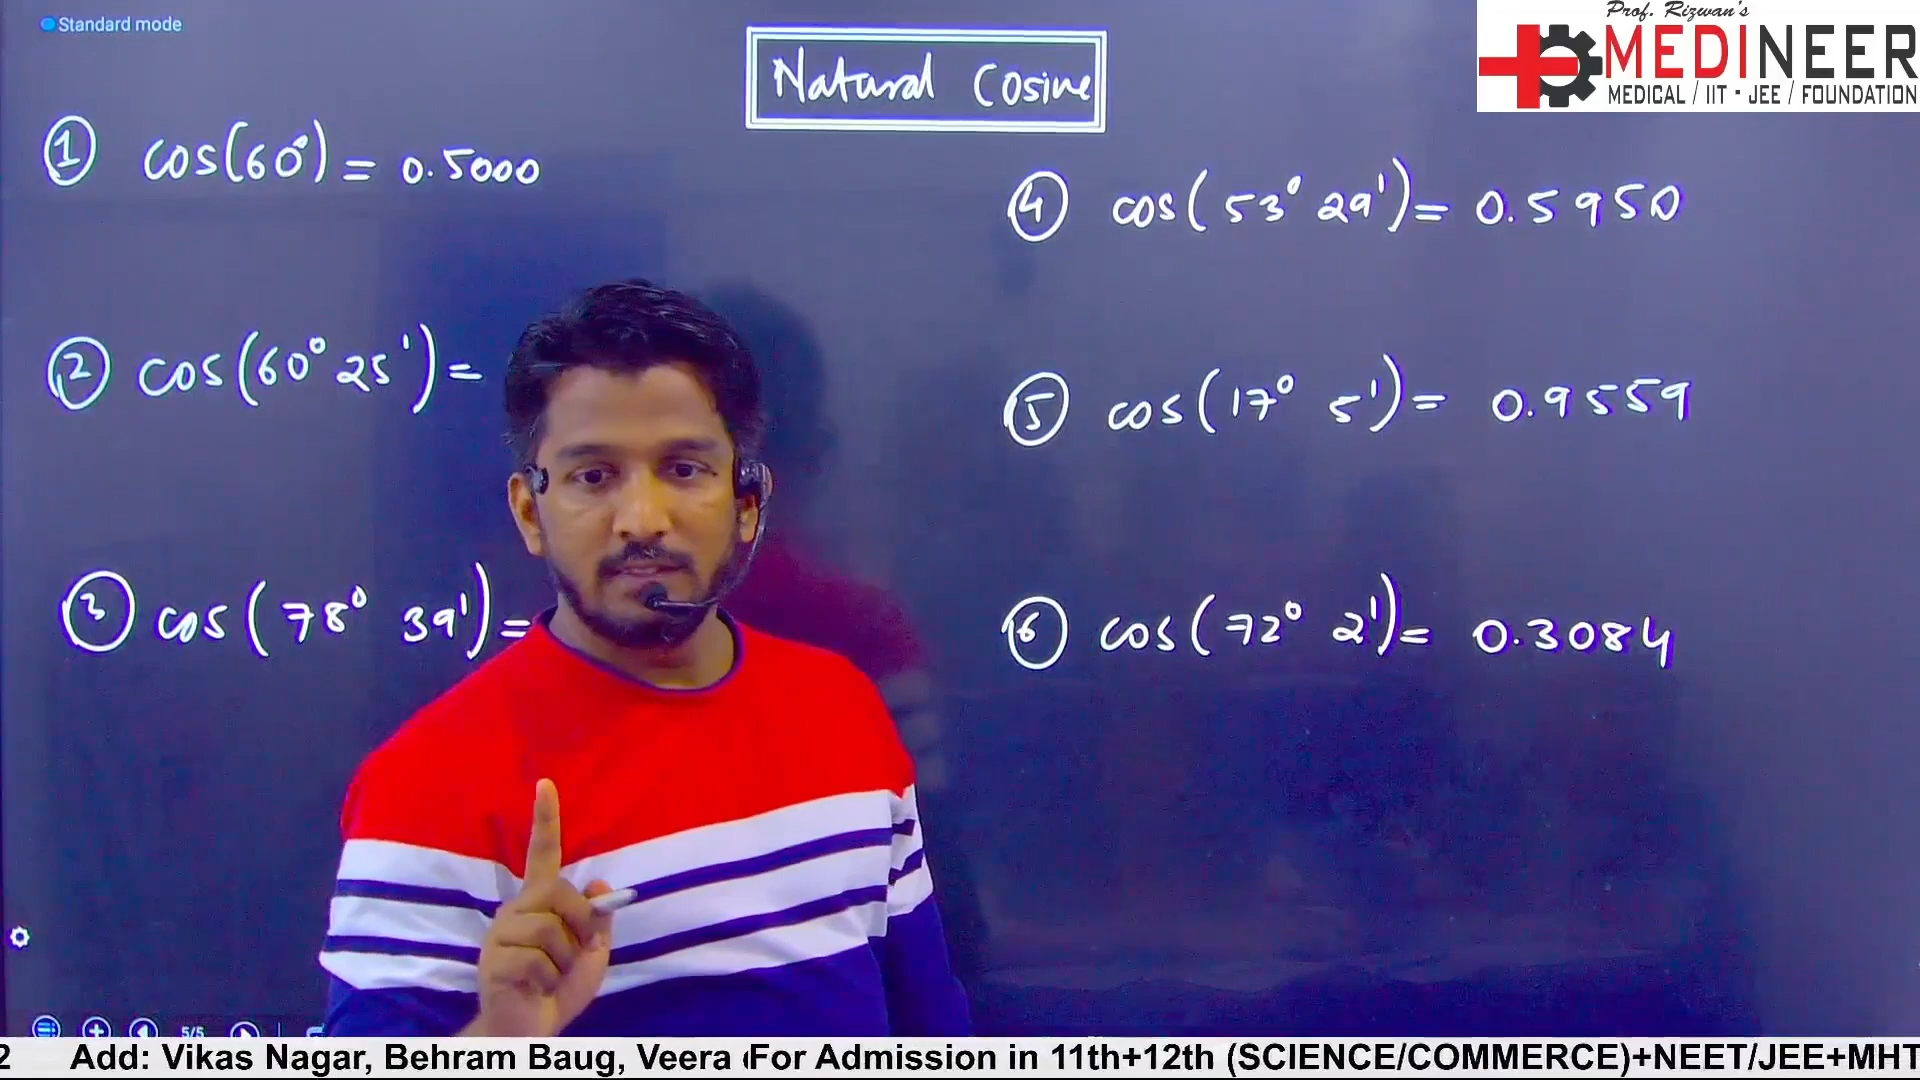 Standard mode
Prof. Rizwan's
MEDINEER
MEDICAL / IIT - JEE / FOUNDATION
Natural Cosine
① cos(60°) = 0.5000
② cos(60° 25') =
③ cos(78° 39') =
④ cos(53° 29') = 0.5950
⑤ cos(17° 5') = 0.9559
⑥ cos(72° 2') = 0.3084
5/5
2 Add: Vikas Nagar, Behram Baug, Veera For Admission in 11th+12th (SCIENCE/COMMERCE)+NEET/JEE+MHT